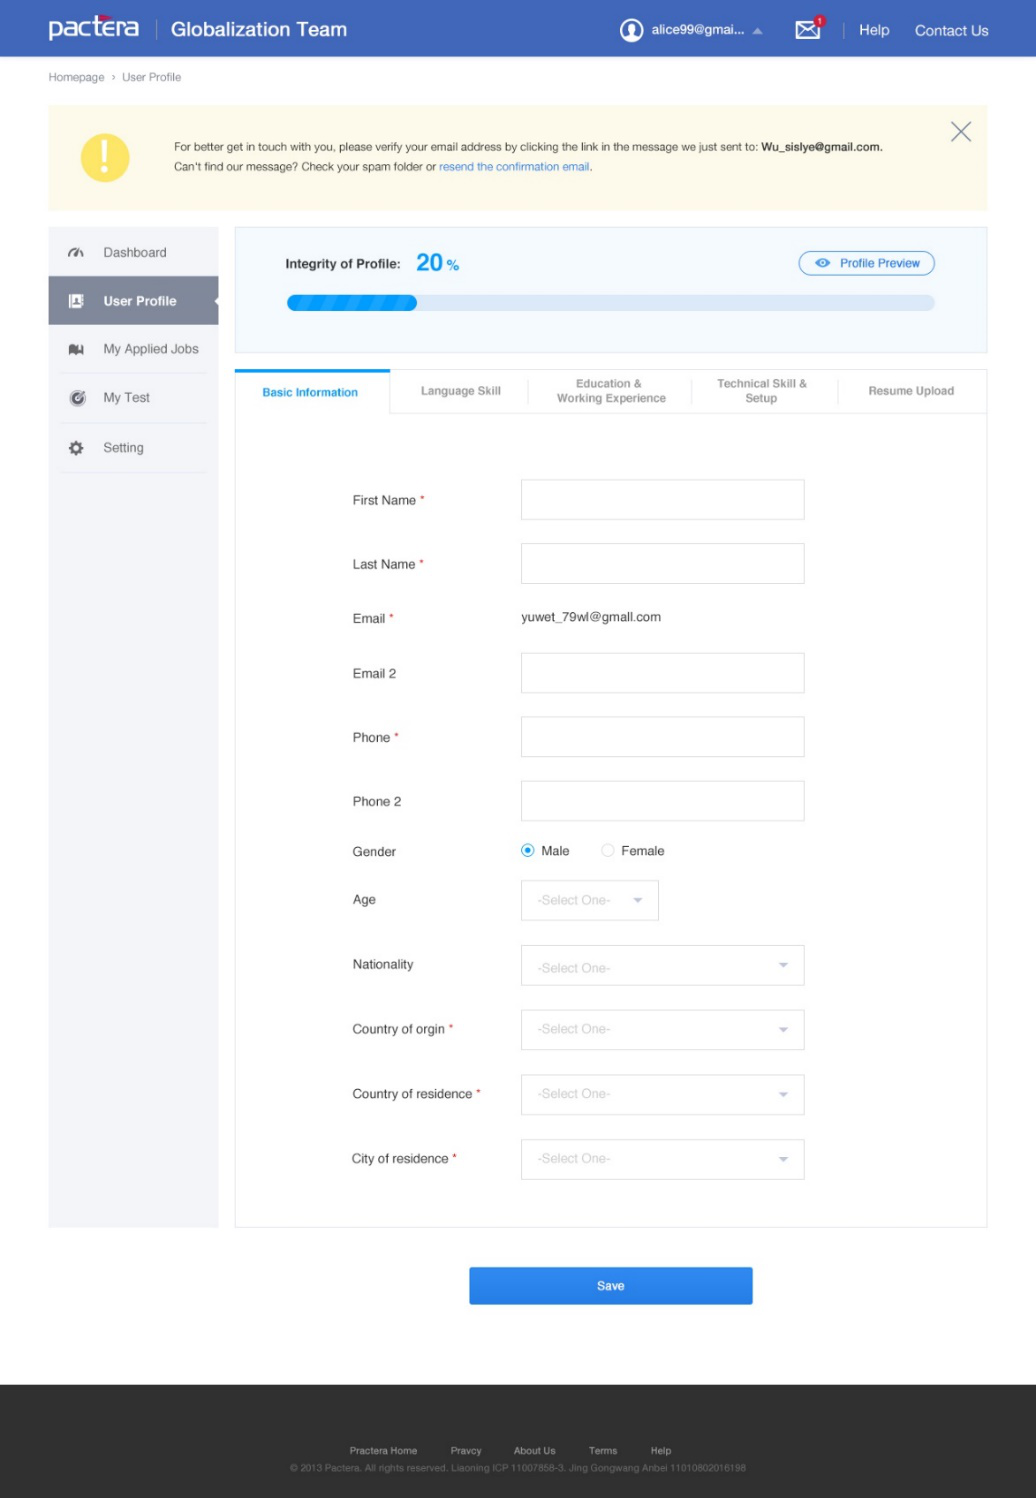 pactera Globalization Team
alice99@gmai...
1
Help
Contact Us
Homepage › User Profile
For better get in touch with you, please verify your email address by clicking the link in the message we just sent to: Wu_sislye@gmail.com.
Can't find our message? Check your spam folder or resend the confirmation email.
Dashboard
User Profile
My Applied Jobs
My Test
Setting
Integrity of Profile: 20 %
Profile Preview
Basic Information
Language Skill
Education &
Working Experience
Technical Skill &
Setup
Resume Upload
First Name *
Last Name *
Email * yuwet_79wl@gmall.com
Email 2
Phone *
Phone 2
Gender Male Female
Age -Select One-
Nationality -Select One-
Country of orgin * -Select One-
Country of residence * -Select One-
City of residence * -Select One-
Save
Practera Home Pravcy About Us Terms Help
© 2013 Pactera. All rights reserved. Liaoning ICP 11007858-3. Jing Gongwang Anbei 11010802016198